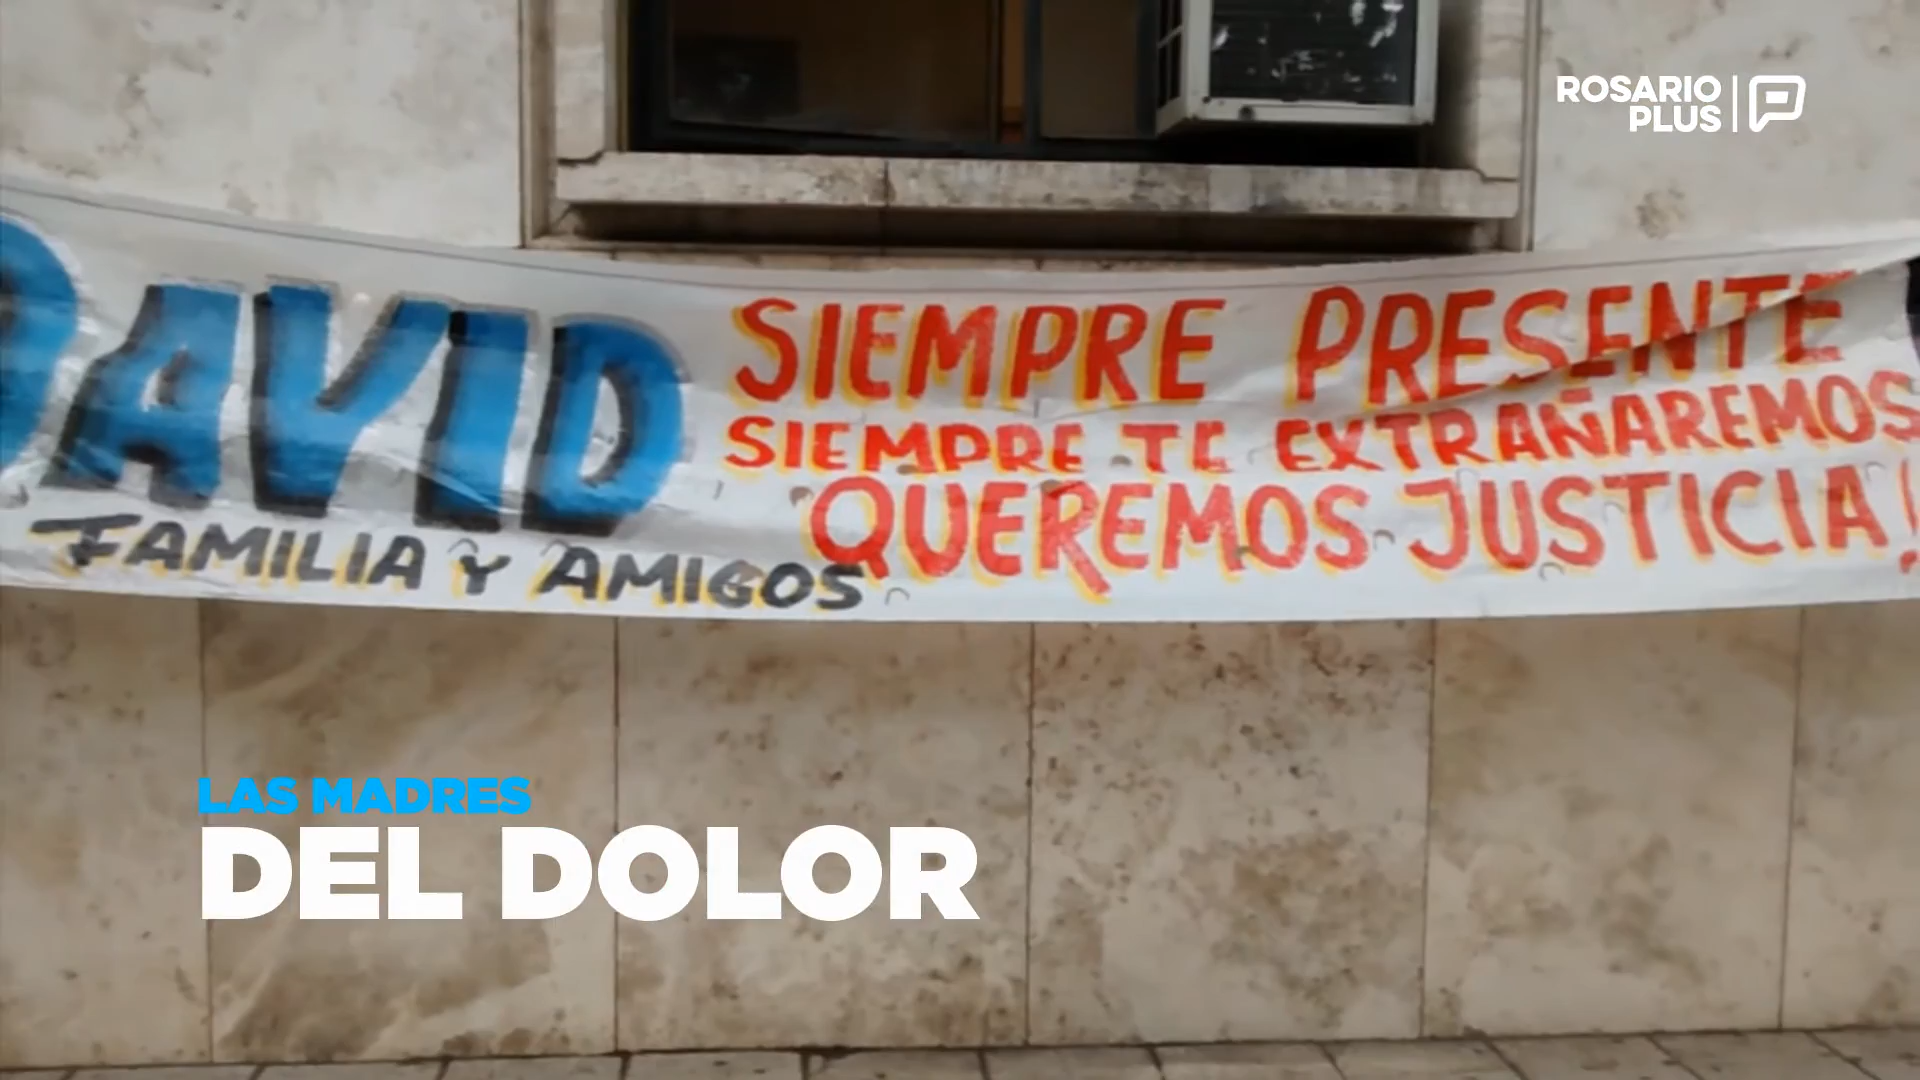 ROSARIO
PLUS
DAVID
SIEMPRE PRESENTE
SIEMPRE TE EXTRAÑAREMOS
QUEREMOS JUSTICIA!
FAMILIA Y AMIGOS
LAS MADRES
DEL DOLOR